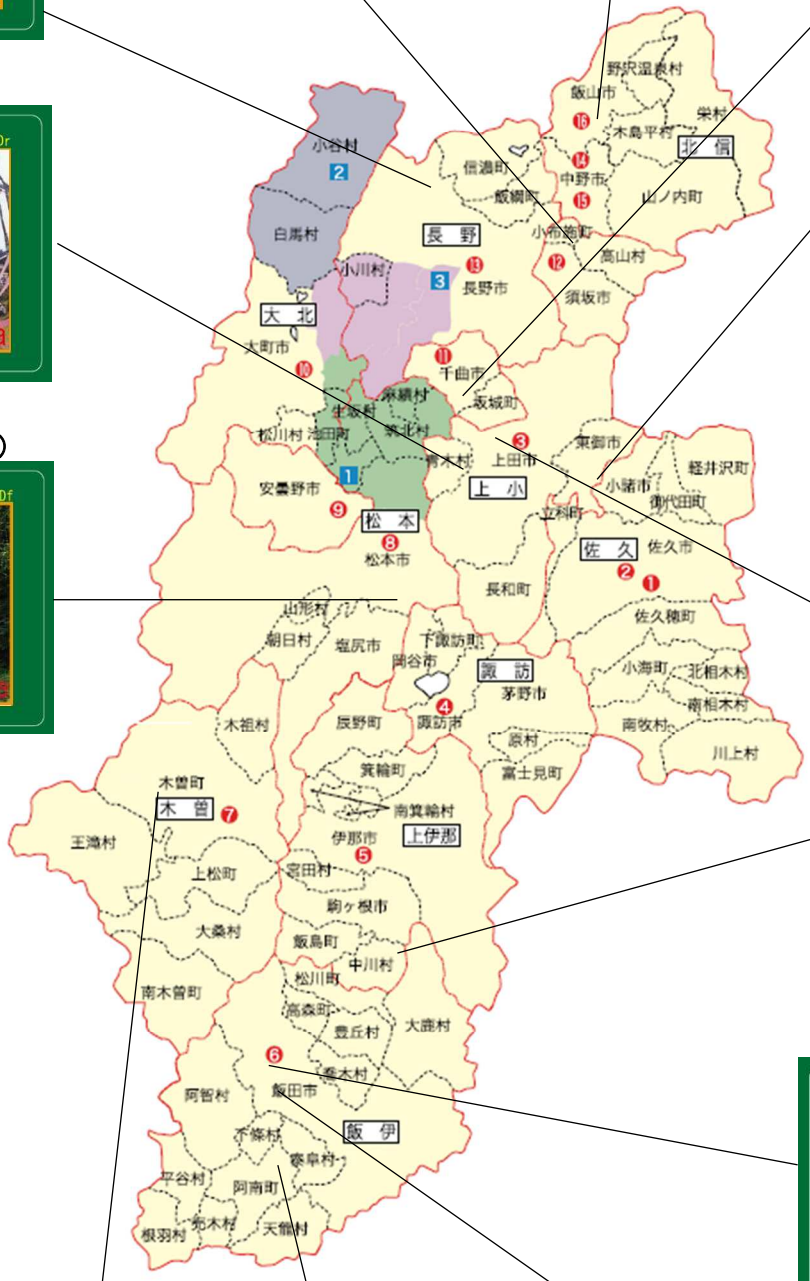 Dr
)
Df
野沢温泉村
飯山市
⓰
栄村
木島平村
北 信
⓮
中野市
⓯
山ノ内町
小谷村
2
白馬村
信濃町
飯綱町
長 野
小布施町
⓬
高山村
須坂市
小川村
3
⓭
長野市
大 北
大町市
❿
⓫
千曲市
坂城町
麻績村
生坂村
筑北村
松川村
池田町
青木村
❸
上田市
東御市
軽井沢町
上 小
小諸市
御代田町
1
安曇野市
❾
松 本
❽
松本市
立科町
佐 久
佐久市
❷
❶
長和町
佐久穂町
山形村
朝日村
塩尻市
下諏訪町
岡谷市
諏 訪
茅野市
小海町
北相木村
南相木村
❹
諏訪市
南牧村
川上村
原村
富士見町
辰野町
木祖村
箕輪町
木曽町
木 曽
❼
南箕輪村
伊那市
上伊那
❺
王滝村
上松町
宮田村
駒ヶ根市
大桑村
飯島町
中川村
松川町
南木曽町
高森町
豊丘村
大鹿村
❻
喬木村
飯田市
阿智村
飯 伊
下條村
泰阜村
平谷村
阿南町
売木村
天龍村
根羽村